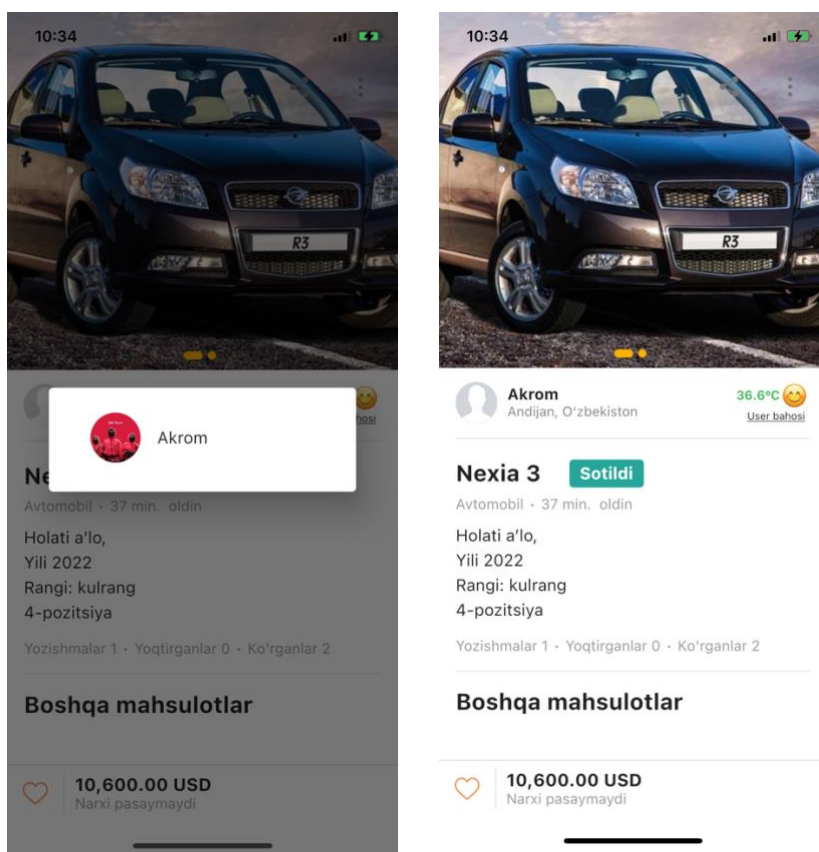 10:34
R3
Akrom
hosi
Ne
Avtomobil • 37 min. oldin
Holati a'lo,
Yili 2022
Rangi: kulrang
4-pozitsiya
Yozishmalar 1 • Yoqtirganlar 0 • Ko'rganlar 2
Boshqa mahsulotlar
10,600.00 USD
Narxi pasaymaydi
10:34
R3
Akrom
36.6°C
Andijan, O'zbekiston
User bahosi
Nexia 3 Sotildi
Avtomobil • 37 min. oldin
Holati a'lo,
Yili 2022
Rangi: kulrang
4-pozitsiya
Yozishmalar 1 • Yoqtirganlar 0 • Ko'rganlar 2
Boshqa mahsulotlar
10,600.00 USD
Narxi pasaymaydi